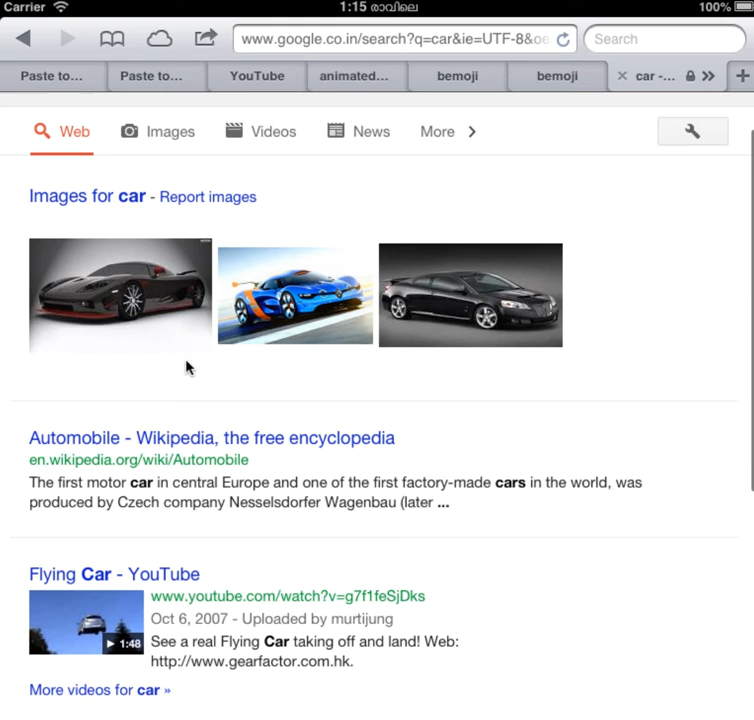 Carrier 1:15 രാവിലെ 100%
www.google.co.in/search?q=car&ie=UTF-8&oe Search
Paste to... Paste to... YouTube animated... bemoji bemoji car -...
Web Images Videos News More
Images for car - Report images
Automobile - Wikipedia, the free encyclopedia
en.wikipedia.org/wiki/Automobile
The first motor car in central Europe and one of the first factory-made cars in the world, was
produced by Czech company Nesselsdorfer Wagenbau (later ...
Flying Car - YouTube
www.youtube.com/watch?v=g7f1feSjDks
Oct 6, 2007 - Uploaded by murtijung
1:48 See a real Flying Car taking off and land! Web:
http://www.gearfactor.com.hk.
More videos for car »